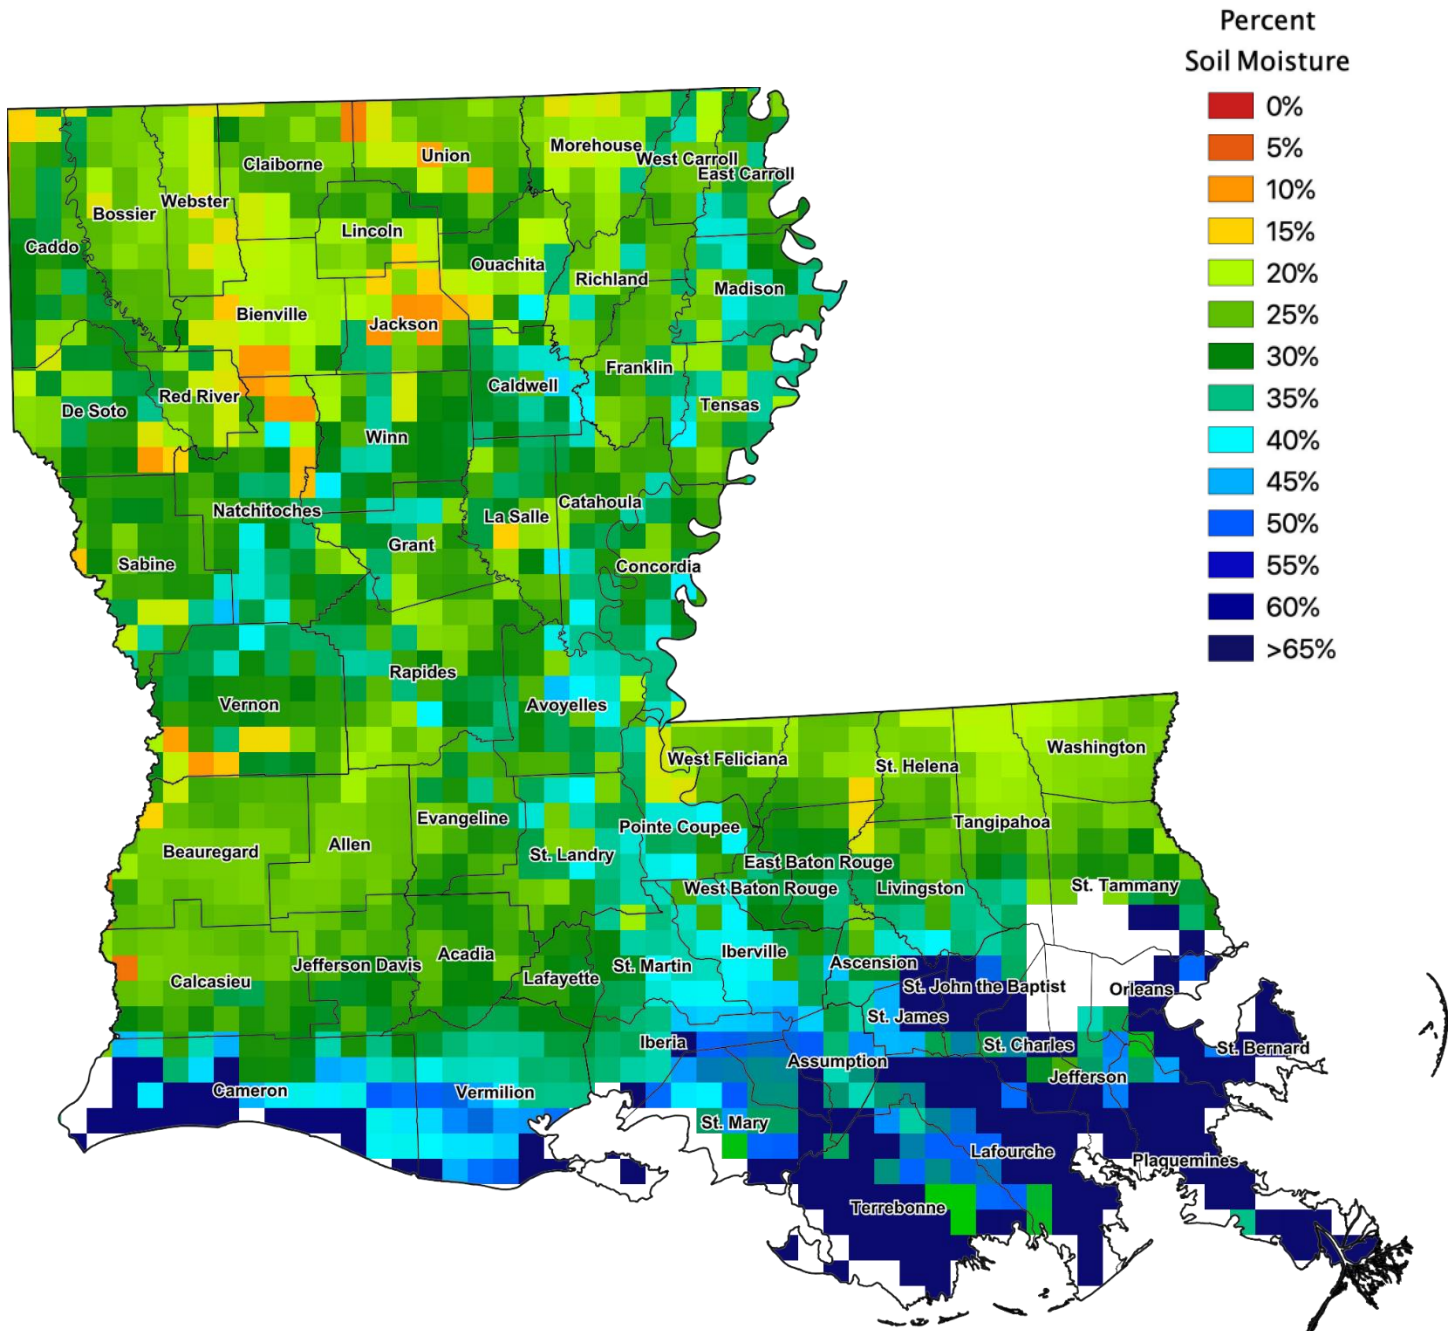 Percent
Soil Moisture
0%
5%
10%
15%
20%
25%
30%
35%
40%
45%
50%
55%
60%
>65%
Morehouse
West Carroll
East Carroll
Union
Claiborne
Webster
Bossier
Lincoln
Caddo
Ouachita
Richland
Madison
Bienville
Jackson
Franklin
Caldwell
Red River
De Soto
Tensas
Winn
Natchitoches
La Salle
Catahoula
Grant
Sabine
Concordia
Rapides
Vernon
Avoyelles
West Feliciana
St. Helena
Washington
Evangeline
Pointe Coupee
Tangipahoa
Beauregard
Allen
St. Landry
East Baton Rouge
West Baton Rouge
Livingston
St. Tammany
Acadia
Iberville
Jefferson Davis
St. Martin
Ascension
Calcasieu
Lafayette
St. John the Baptist
Orleans
St. James
Iberia
St. Charles
St. Bernard
Assumption
Jefferson
Cameron
Vermilion
St. Mary
Lafourche
Plaquemines
Terrebonne